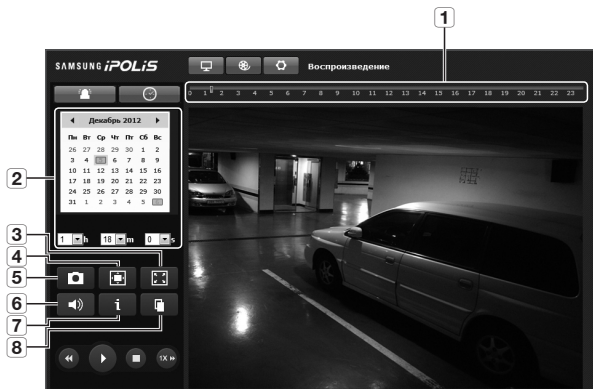 1
SAMSUNG iPOLiS
Воспроизведение
0 1 2 3 4 5 6 7 8 9 10 11 12 13 14 15 16 17 18 19 20 21 22 23
Декабрь 2012
Пн Вт Ср Чт Пт Сб Вс
26 27 28 29 30 1 2
3 4 6 7 8 9
10 11 12 13 14 15 16
17 18 19 20 21 22 23
24 25 26 27 28 29 30
31 1 2 3 4 5
2
1 h 18 m 0 s
3
4
5
6
i
7
8
1X